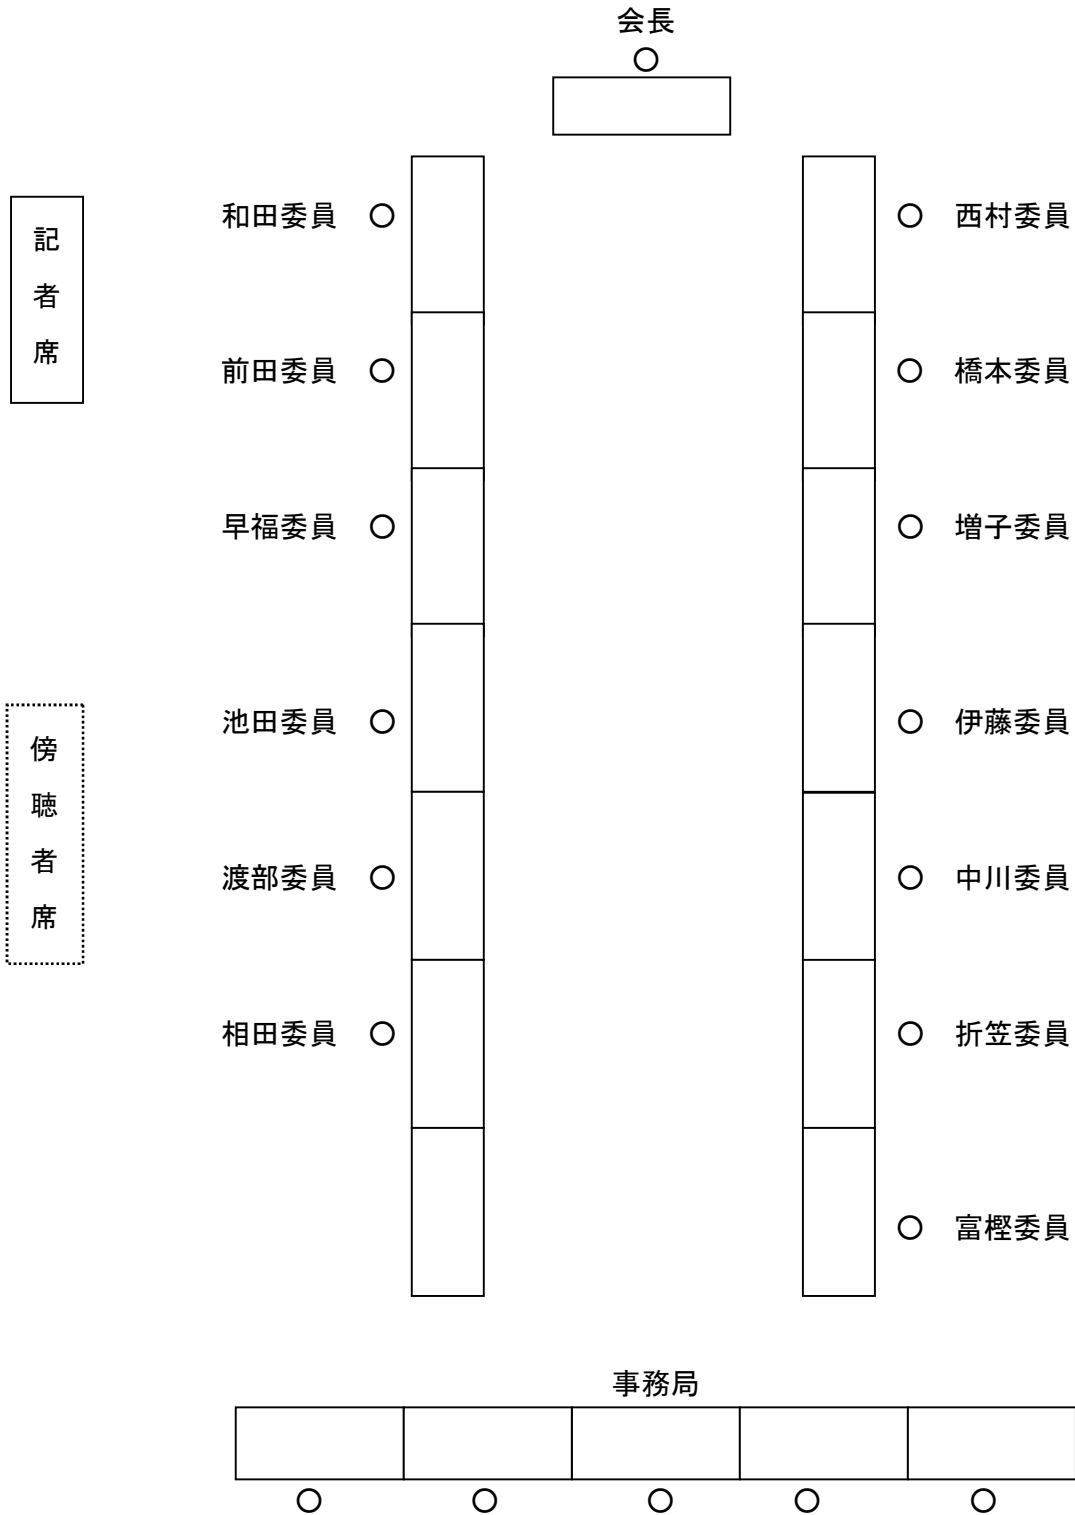 会長
記者席
和田委員 ○
○ 西村委員
前田委員 ○
○ 橋本委員
早福委員 ○
○ 増子委員
傍聴者席
池田委員 ○
○ 伊藤委員
渡部委員 ○
○ 中川委員
相田委員 ○
○ 折笠委員
○ 富樫委員
事務局